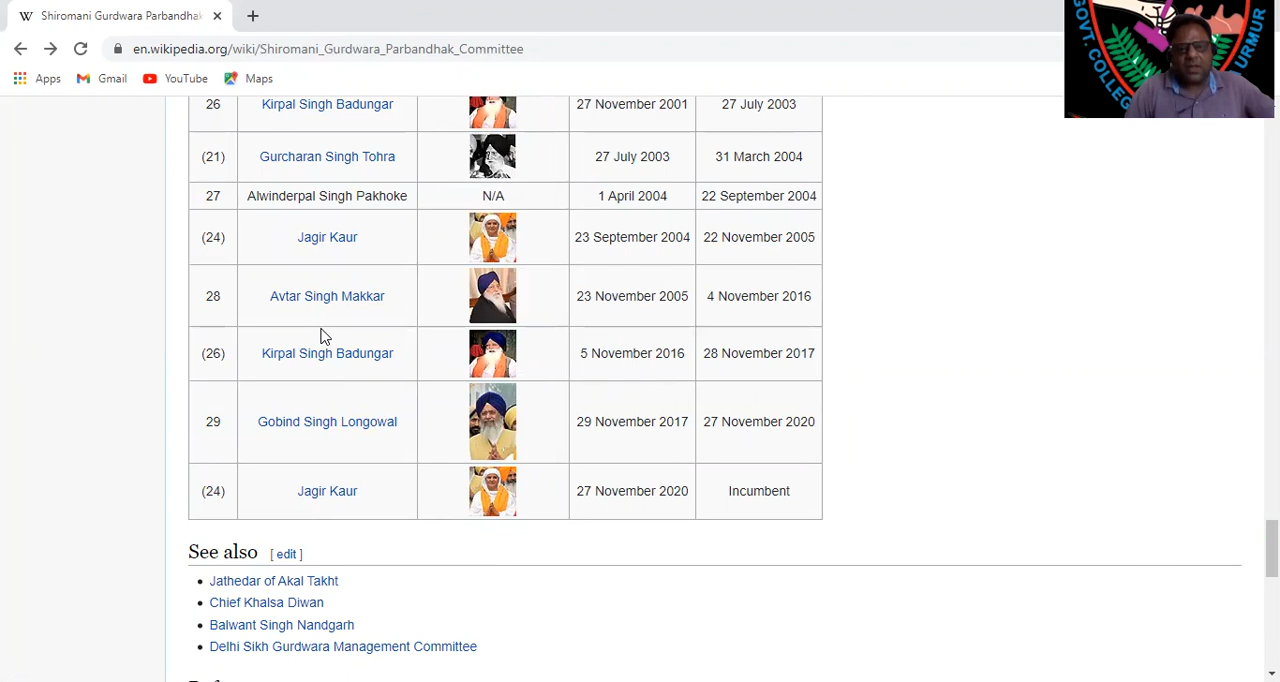 W Shiromani Gurdwara Parbandhak
en.wikipedia.org/wiki/Shiromani_Gurdwara_Parbandhak_Committee
Apps Gmail YouTube Maps
GOVT. COLLEG URMUR
26 Kirpal Singh Badungar 27 November 2001 27 July 2003
(21) Gurcharan Singh Tohra 27 July 2003 31 March 2004
27 Alwinderpal Singh Pakhoke N/A 1 April 2004 22 September 2004
(24) Jagir Kaur 23 September 2004 22 November 2005
28 Avtar Singh Makkar 23 November 2005 4 November 2016
(26) Kirpal Singh Badungar 5 November 2016 28 November 2017
29 Gobind Singh Longowal 29 November 2017 27 November 2020
(24) Jagir Kaur 27 November 2020 Incumbent
See also [ edit ]
• Jathedar of Akal Takht
• Chief Khalsa Diwan
• Balwant Singh Nandgarh
• Delhi Sikh Gurdwara Management Committee